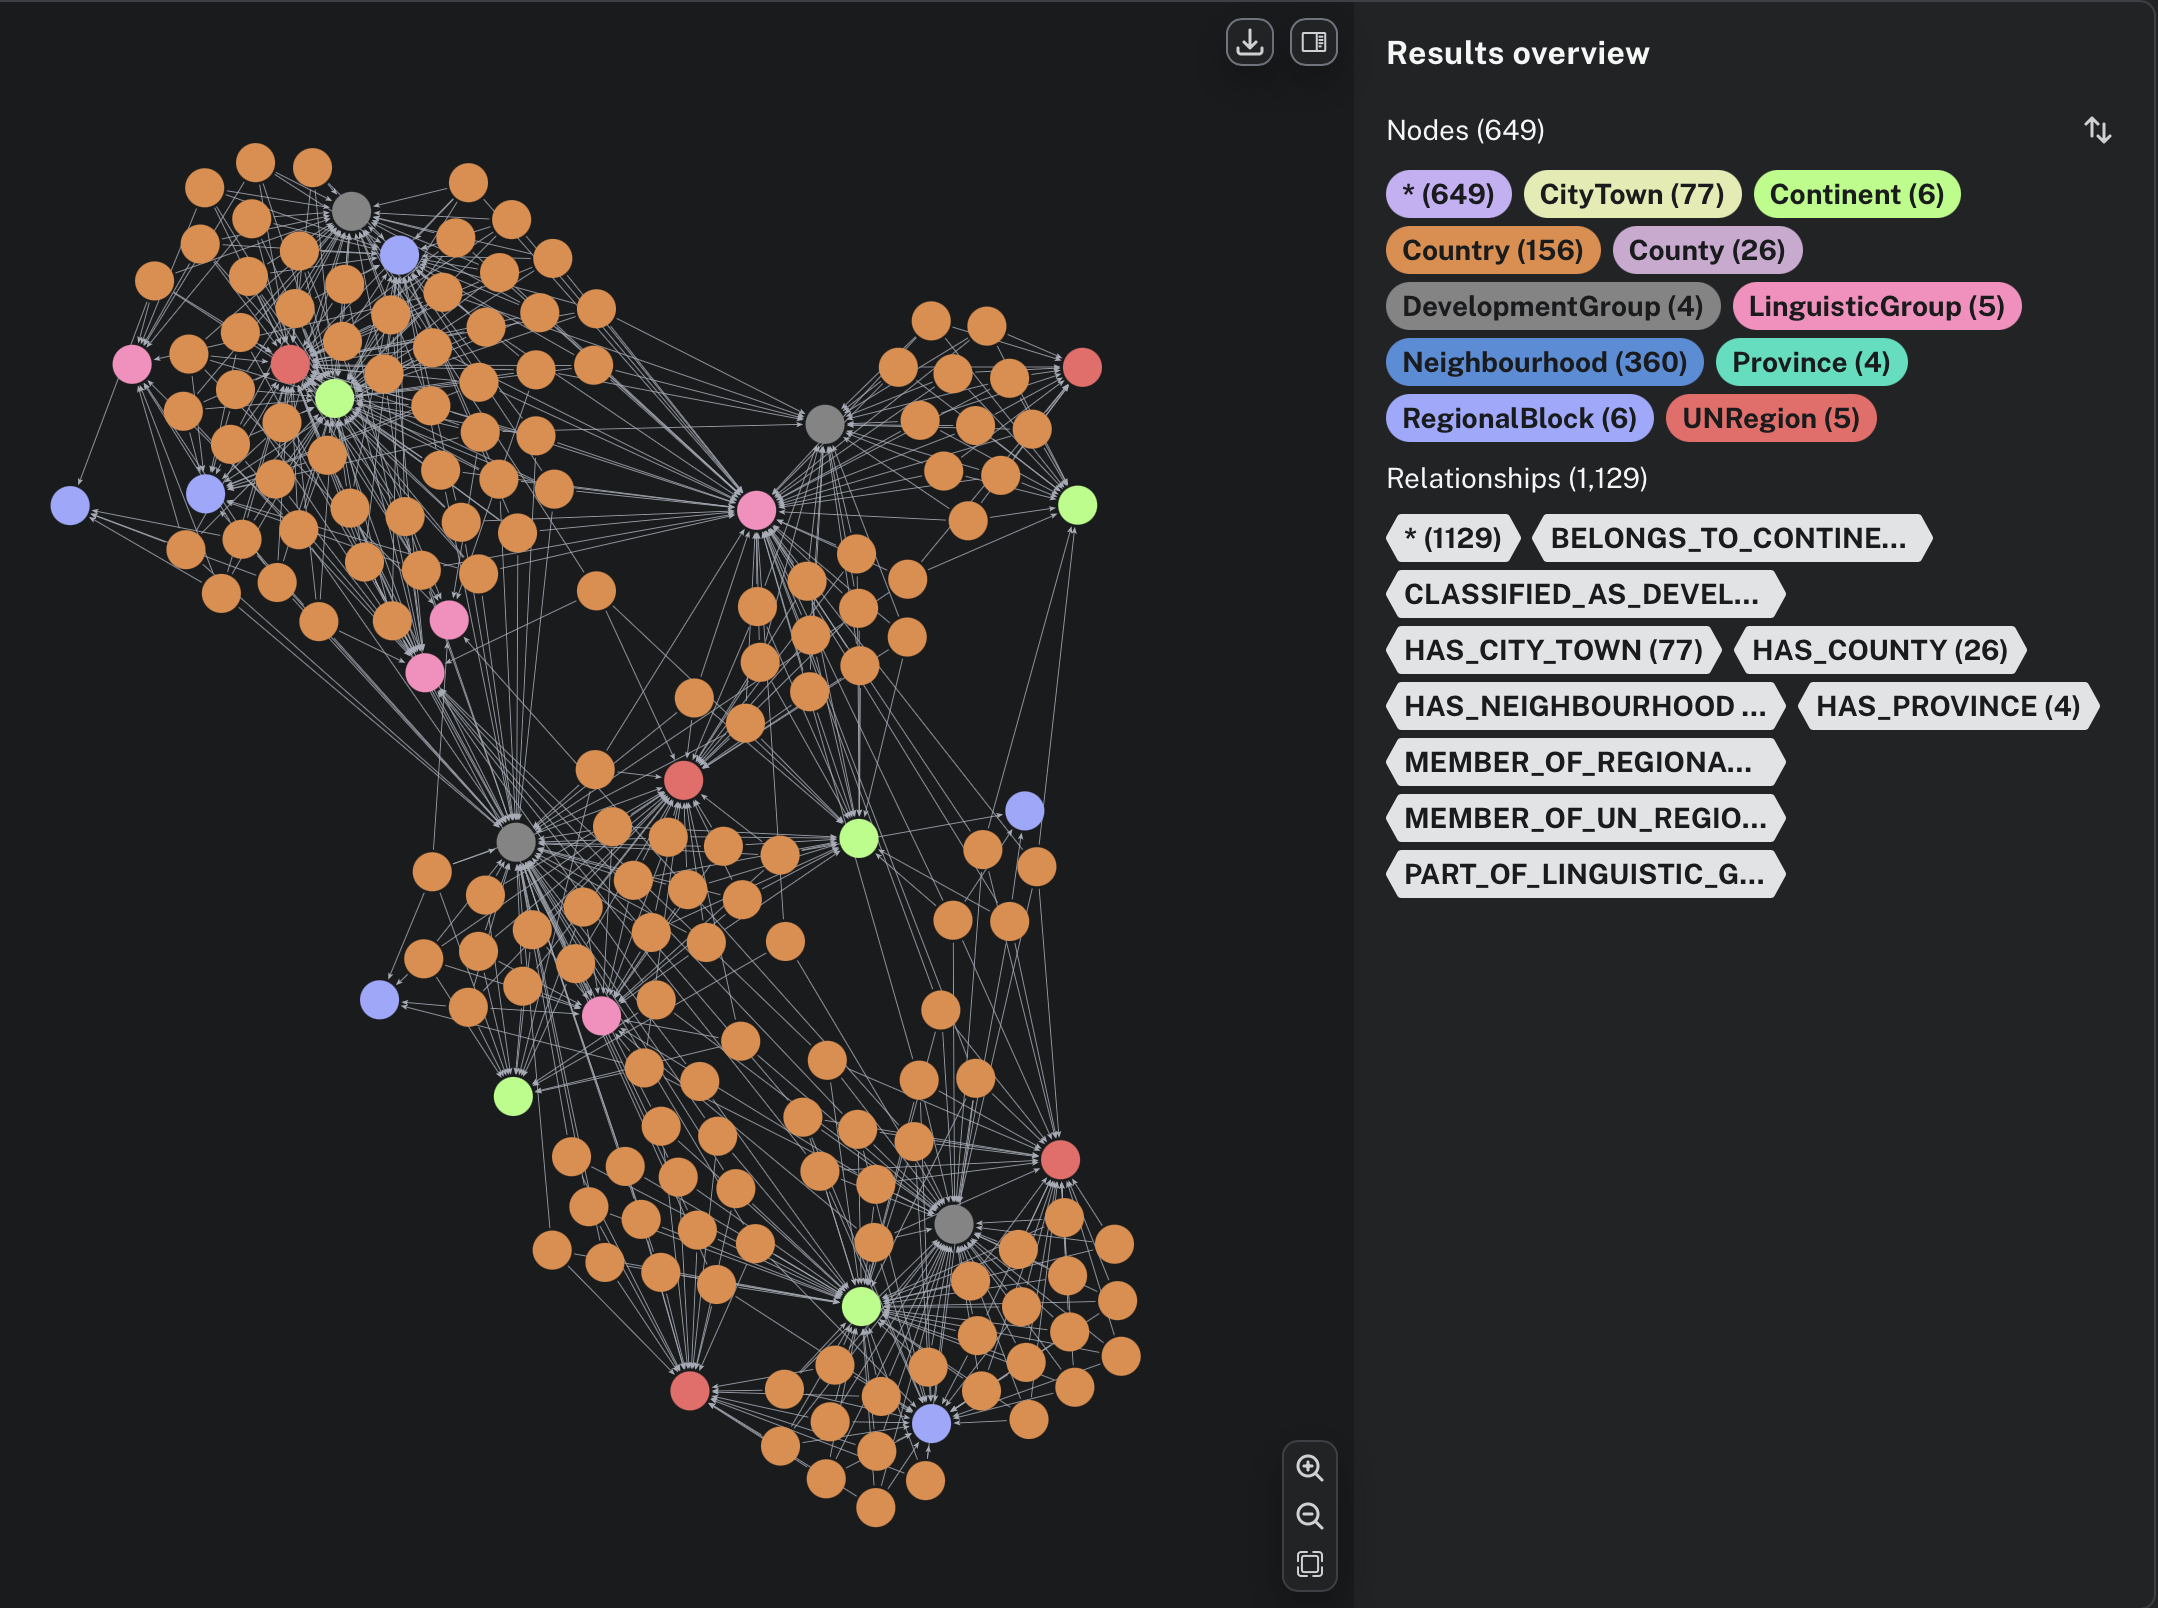 Results overview
Nodes (649)
* (649) CityTown (77) Continent (6)
Country (156) County (26)
DevelopmentGroup (4) LinguisticGroup (5)
Neighbourhood (360) Province (4)
RegionalBlock (6) UNRegion (5)
Relationships (1,129)
* (1129) BELONGS_TO_CONTINE...
CLASSIFIED_AS_DEVEL...
HAS_CITY_TOWN (77) HAS_COUNTY (26)
HAS_NEIGHBOURHOOD ... HAS_PROVINCE (4)
MEMBER_OF_REGIONA...
MEMBER_OF_UN_REGIO...
PART_OF_LINGUISTIC_G...